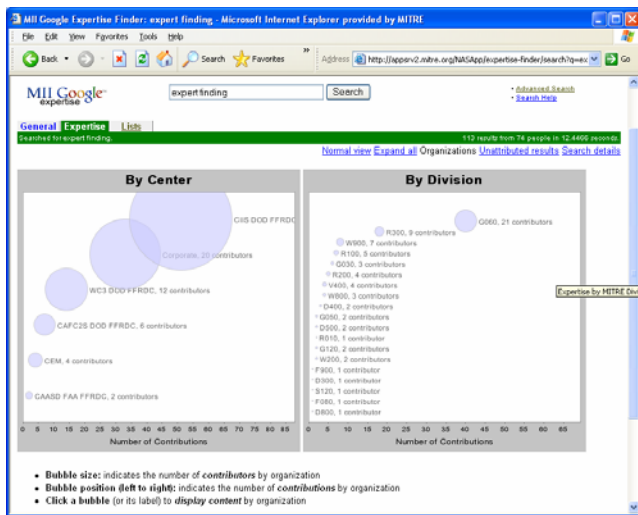 MII Google Expertise Finder: expert finding - Microsoft Internet Explorer provided by MITRE
File Edit View Favorites Tools Help
Back Search Favorites » Address http://appsrv2.mitre.org/NASApp/expertise-finder/search?q=ex Go
MII Google
expertise
expert finding Search
• Advanced Search
• Search Help
General Expertise Lists
Searched for expert finding. 113 results from 74 people in 12.4466 seconds.
Normal view Expand all Organizations Unattributed results Search details
By Center
CIIS DOD FFRDC
Corporate, 20 contributors
WC3 DOD FFRDC, 12 contributors
CAFC2S DOD FFRDC, 6 contributors
CEM, 4 contributors
CAASD FAA FFRDC, 2 contributors
0 5 10 15 20 25 30 35 40 45 50 55 60 65 70 75 80 85
Number of Contributions
By Division
G060, 21 contributors
R300, 9 contributors
W900, 7 contributors
R100, 5 contributors
G030, 3 contributors
R200, 4 contributors
V400, 4 contributors
W800, 3 contributors
D400, 2 contributors
G050, 2 contributors
D500, 2 contributors
R010, 1 contributor
G120, 2 contributors
W200, 2 contributors
F900, 1 contributor
D300, 1 contributor
S120, 1 contributor
F080, 1 contributor
D800, 1 contributor
0 5 10 15 20 25 30 35 40 45 50 55 60 65
Number of Contributions
Expertise by MITRE Div
• Bubble size: indicates the number of contributors by organization
• Bubble position (left to right): indicates the number of contributions by organization
• Click a bubble (or its label) to display content by organization